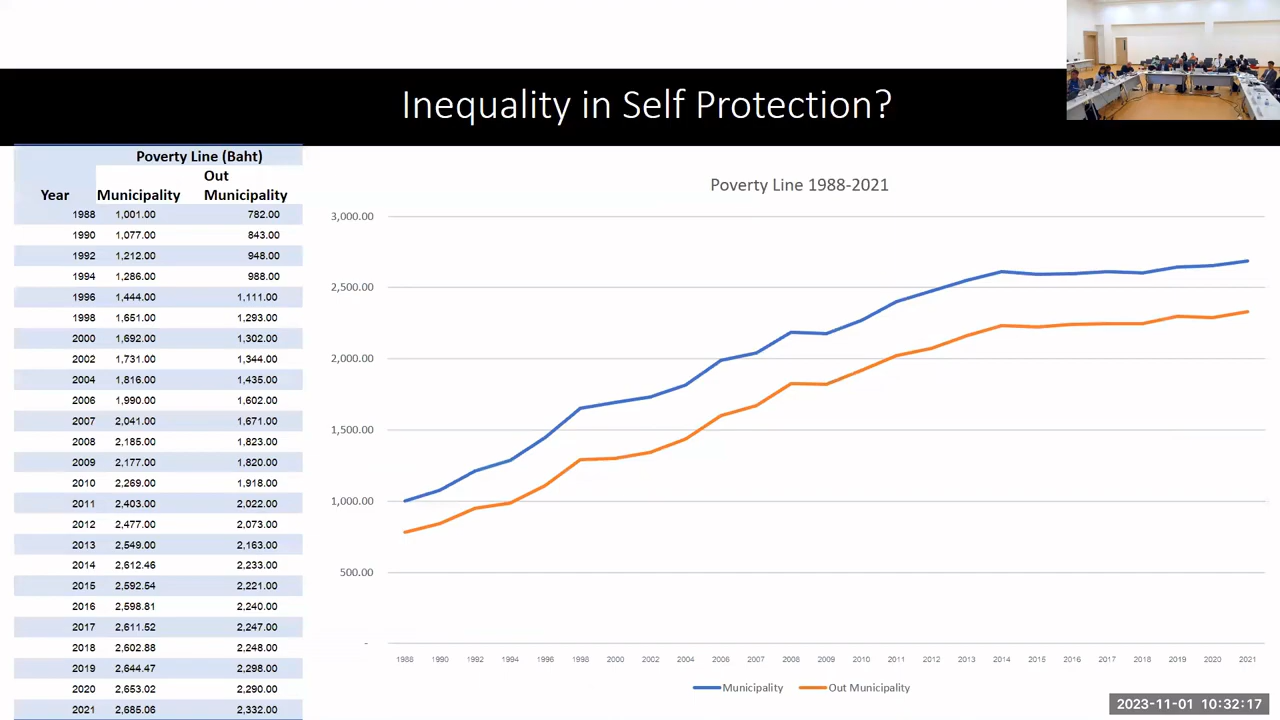 Inequality in Self Protection?
Poverty Line (Baht)
Year Municipality Out Municipality
1988 1,001.00 782.00
1990 1,077.00 843.00
1992 1,212.00 948.00
1994 1,286.00 988.00
1996 1,444.00 1,111.00
1998 1,651.00 1,293.00
2000 1,692.00 1,302.00
2002 1,731.00 1,344.00
2004 1,816.00 1,435.00
2006 1,990.00 1,602.00
2007 2,041.00 1,671.00
2008 2,185.00 1,823.00
2009 2,177.00 1,820.00
2010 2,269.00 1,918.00
2011 2,403.00 2,022.00
2012 2,477.00 2,073.00
2013 2,549.00 2,163.00
2014 2,612.46 2,233.00
2015 2,592.54 2,221.00
2016 2,598.81 2,240.00
2017 2,611.52 2,247.00
2018 2,602.88 2,248.00
2019 2,644.47 2,298.00
2020 2,653.02 2,290.00
2021 2,685.06 2,332.00
Poverty Line 1988-2021
3,000.00
2,500.00
2,000.00
1,500.00
1,000.00
500.00
-
1988 1990 1992 1994 1996 1998 2000 2002 2004 2006 2007 2008 2009 2010 2011 2012 2013 2014 2015 2016 2017 2018 2019 2020 2021
Municipality Out Municipality
2023-11-01 10:32:17